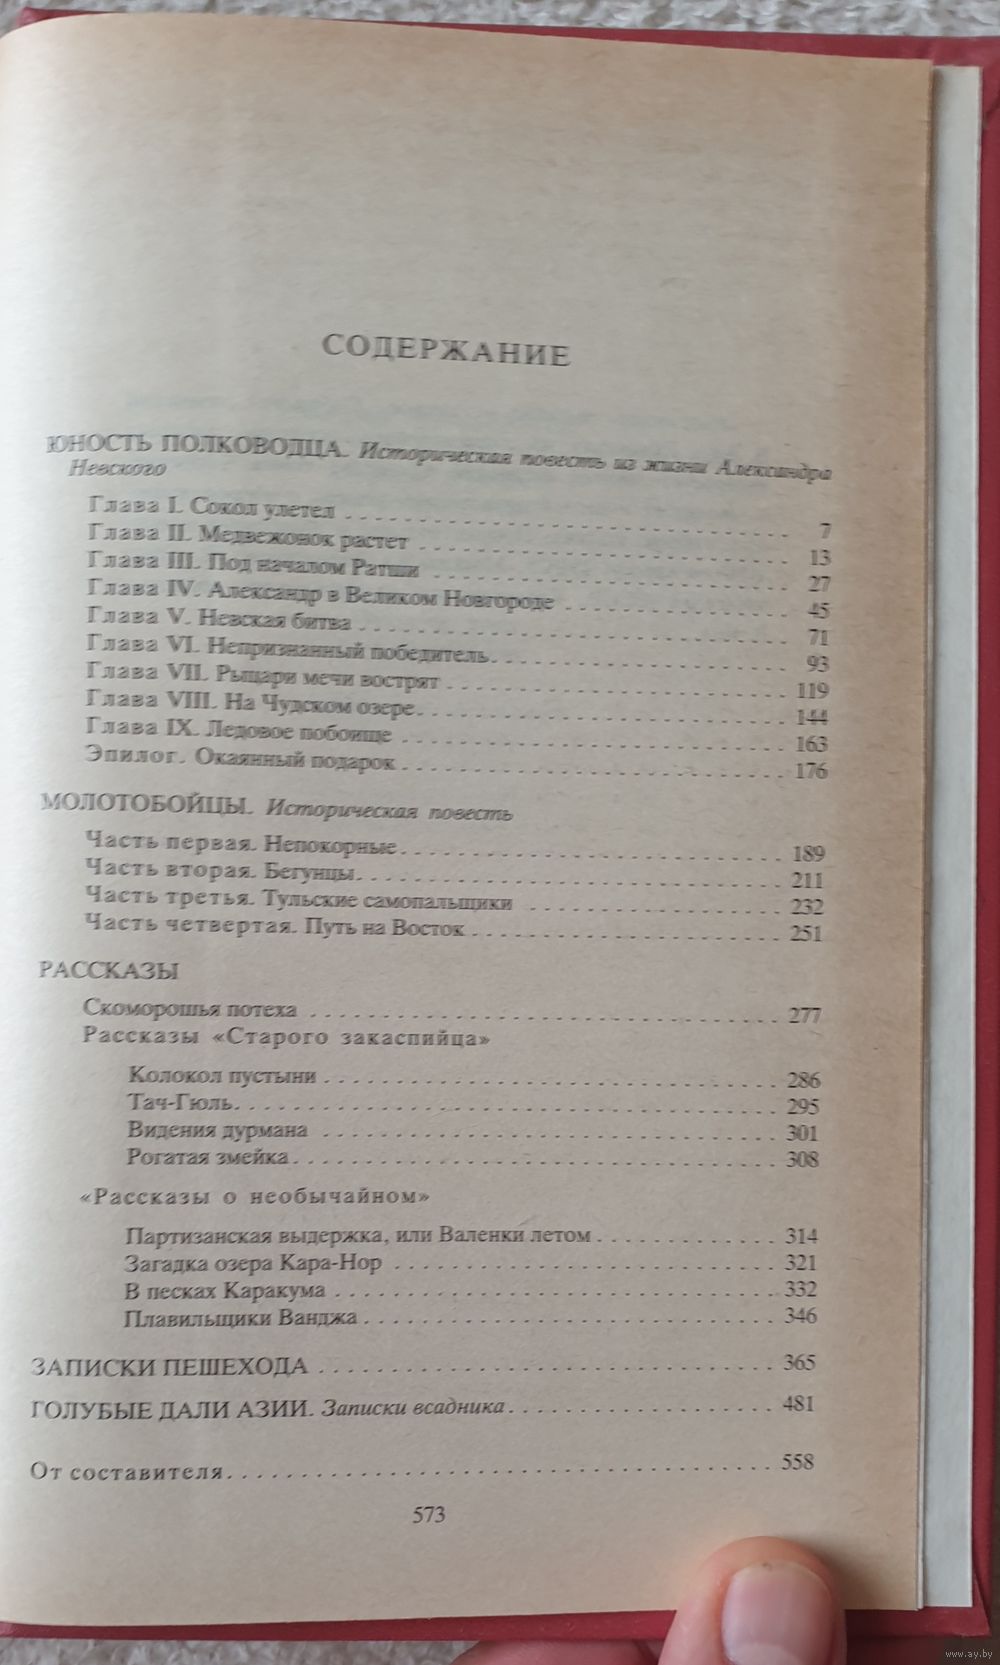 СОДЕРЖАНИЕ
ЮНОСТЬ ПОЛКОВОДЦА. Историческая повесть из жизни Александра
Невского
Глава I. Сокол улетел . . . . . . . . . . 7
Глава II. Медвежонок растет . . . . . . . . . . 13
Глава III. Под началом Ратши . . . . . . . . . . 27
Глава IV. Александр в Великом Новгороде . . . . . . . . . . 45
Глава V. Невская битва . . . . . . . . . . 71
Глава VI. Непризнанный победитель. . . . . . . . . . 93
Глава VII. Рыцари мечи вострят . . . . . . . . . . 119
Глава VIII. На Чудском озере. . . . . . . . . . 144
Глава IX. Ледовое побоище . . . . . . . . . . 163
Эпилог. Окаянный подарок. . . . . . . . . . 176
МОЛОТОБОЙЦЫ. Историческая повесть
Часть первая. Непокорные. . . . . . . . . . 189
Часть вторая. Бегунцы. . . . . . . . . . 211
Часть третья. Тульские самопальщики . . . . . . . . . . 232
Часть четвертая. Путь на Восток . . . . . . . . . . 251
РАССКАЗЫ
Скоморошья потеха . . . . . . . . . . 277
Рассказы «Старого закаспийца»
Колокол пустыни . . . . . . . . . . 286
Тач-Гюль. . . . . . . . . . 295
Видения дурмана . . . . . . . . . . 301
Рогатая змейка. . . . . . . . . . 308
«Рассказы о необычайном»
Партизанская выдержка, или Валенки летом . . . . . . . . . . 314
Загадка озера Кара-Нор . . . . . . . . . . 321
В песках Каракума . . . . . . . . . . 332
Плавильщики Ванджа . . . . . . . . . . 346
ЗАПИСКИ ПЕШЕХОДА . . . . . . . . . . 365
ГОЛУБЫЕ ДАЛИ АЗИИ. Записки всадника. . . . . . . . . . 481
От составителя. . . . . . . . . . 558
573
www.ay.by